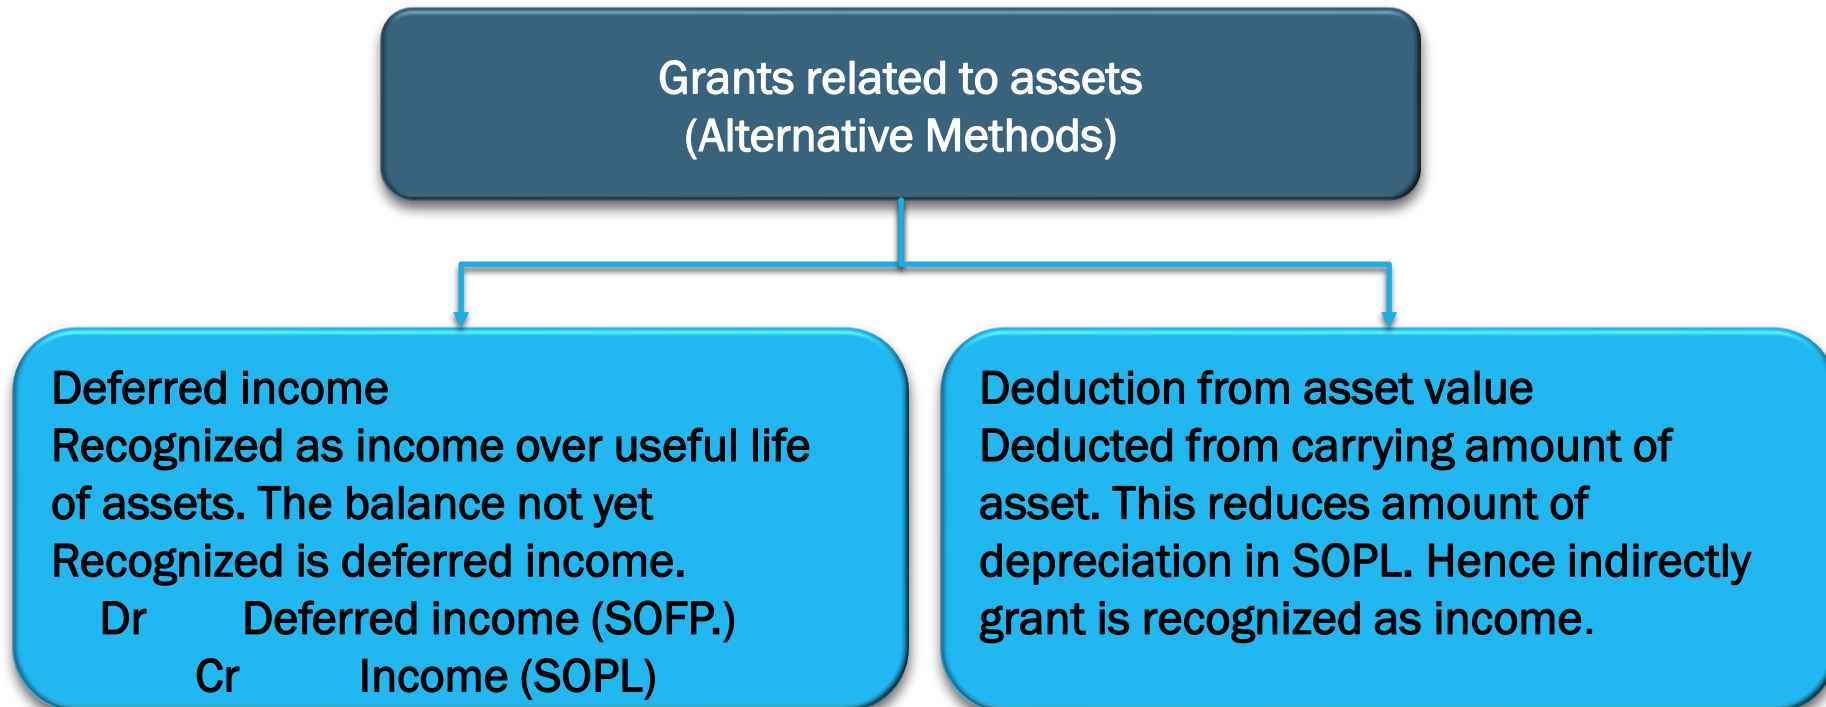 Grants related to assets
(Alternative Methods)
Deferred income
Recognized as income over useful life
of assets. The balance not yet
Recognized is deferred income.
Dr Deferred income (SOFP.)
Cr Income (SOPL)
Deduction from asset value
Deducted from carrying amount of
asset. This reduces amount of
depreciation in SOPL. Hence indirectly
grant is recognized as income.